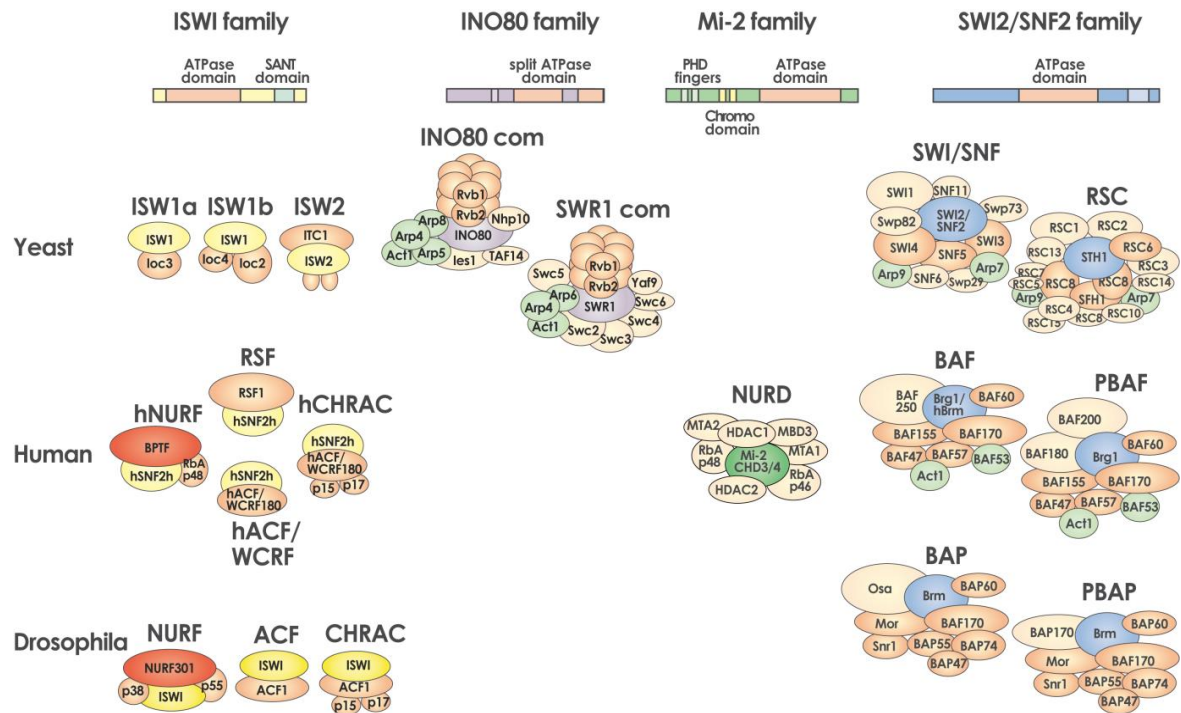 ISWI family
INO80 family
Mi-2 family
SWI2/SNF2 family
ATPase
domain
SANT
domain
split ATPase
domain
PHD
fingers
ATPase
domain
Chromo
domain
ATPase
domain
Yeast
ISW1a
ISW1
Ioc3
ISW1b
ISW1
Ioc4
Ioc2
ISW2
ITC1
ISW2
INO80 com
Rvb1
Rvb2
Nhp10
Arp8
Arp4
INO80
Act1
Arp5
Ies1
TAF14
SWR1 com
Rvb1
Rvb2
Swc5
Yaf9
Arp6
Arp4
SWR1
Swc6
Act1
Swc2
Swc4
Swc3
SWI/SNF
SWI1
SNF11
Swp82
SWI2/
SNF2
Swp73
SWI4
SWI3
SNF5
Arp9
SNF6
Arp7
Swp29
RSC
RSC1
RSC2
RSC13
STH1
RSC6
RSC3
RSC7
RSC5
RSC8
RSC8
RSC14
Arp9
SFH1
Arp7
RSC4
RSC15
RSC8
RSC10
Human
hNURF
BPTF
hSNF2h
RbA
p48
RSF
RSF1
hSNF2h
hSNF2h
hACF/
WCRF180
hACF/
WCRF
hCHRAC
hSNF2h
hACF/
WCRF180
p15
p17
NURD
MTA2
HDAC1
MBD3
RbA
p48
Mi-2
CHD3/4
MTA1
RbA
p46
HDAC2
BAF
BAF
250
Brg1/
hBrm
BAF60
BAF155
BAF170
BAF47
BAF57
BAF53
Act1
PBAF
BAF200
BAF180
Brg1
BAF60
BAF155
BAF170
BAF47
BAF57
BAF53
Act1
Drosophila
NURF
NURF301
p38
ISWI
p55
ACF
ISWI
ACF1
CHRAC
ISWI
ACF1
p15
p17
BAP
Osa
Brm
BAP60
Mor
BAF170
Snr1
BAP55
BAP74
BAP47
PBAP
BAP170
Brm
BAP60
Mor
BAF170
Snr1
BAP55
BAP74
BAP47